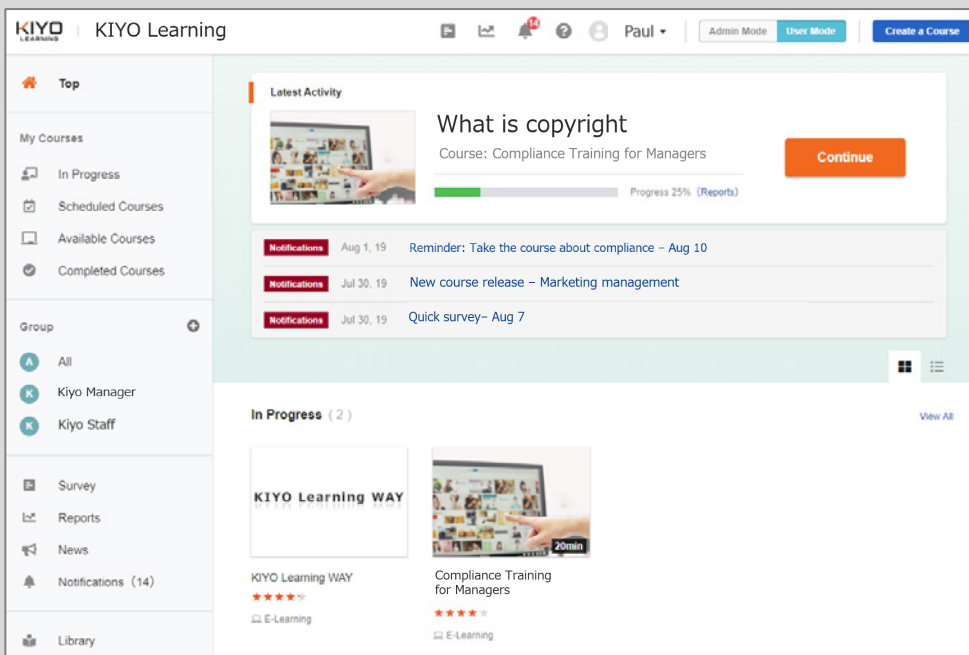 KIYO
LEARNING
KIYO Learning
14
Paul
Admin Mode
User Mode
Create a Course
Top
My Courses
In Progress
Scheduled Courses
Available Courses
Completed Courses
Group
A All
K Kiyo Manager
K Kiyo Staff
Survey
Reports
News
Notifications (14)
Library
Latest Activity
What is copyright
Course: Compliance Training for Managers
Progress 25% (Reports)
Continue
Notifications Aug 1, 19 Reminder: Take the course about compliance – Aug 10
Notifications Jul 30, 19 New course release – Marketing management
Notifications Jul 30, 19 Quick survey– Aug 7
In Progress ( 2 )
View All
KIYO Learning WAY
20min
KIYO Learning WAY
E-Learning
Compliance Training
for Managers
E-Learning